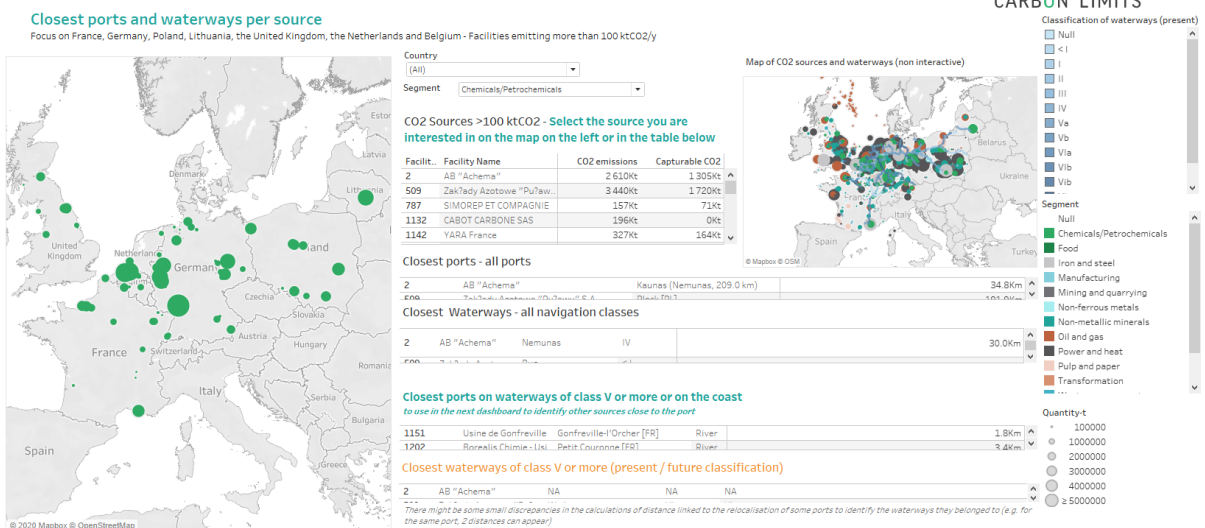 CARBON LIMITS
Closest ports and waterways per source
Focus on France, Germany, Poland, Lithuania, the United Kingdom, the Netherlands and Belgium - Facilities emitting more than 100 ktCO2/y
Country
(All)
Segment
Chemicals/Petrochemicals
CO2 Sources >100 ktCO2 - Select the source you are
interested in on the map on the left or in the table below
Facilit.. Facility Name CO2 emissions Capturable CO2
2 AB "Achema" 2 610Kt 1 305Kt
509 Zak?ady Azotowe "Pu?aw.. 3 440Kt 1 720Kt
787 SIMOREP ET COMPAGNIE 157Kt 71Kt
1132 CABOT CARBONE SAS 196Kt 0Kt
1142 YARA France 327Kt 164Kt
Closest ports - all ports
2 AB "Achema" Kaunas (Nemunas, 209.0 km) 34.8Km
Closest Waterways - all navigation classes
2 AB "Achema" Nemunas IV 30.0Km
Closest ports on waterways of class V or more or on the coast
to use in the next dashboard to identify other sources close to the port
1151 Usine de Gonfreville Gonfreville-l'Orcher [FR] River 1.8Km
1202 Borealis Chimie - Usi Petit Couronne [FR] River 3.4Km
Closest waterways of class V or more (present / future classification)
2 AB "Achema" NA NA NA
There might be some small discrepancies in the calculations of distance linked to the relocalisation of some ports to identify the waterways they belonged to (e.g. for
the same port, 2 distances can appear)
Map of CO2 sources and waterways (non interactive)
Belarus
Ukraine
Italy
Spain
Turkey
© Mapbox © OSM
Estor
Latvia
Denmark
United
Kingdom
German
Czechia
Slovakia
Austria
Hungary
France
Switzerland
Romania
Italy
Serbia
Bulgaria
Spain
Greece
© 2020 Mapbox © OpenStreetMap
Classification of waterways (present)
Null
< I
I
II
III
IV
Va
Vb
VIa
VIb
Vib
Segment
Null
Chemicals/Petrochemicals
Food
Iron and steel
Manufacturing
Mining and quarrying
Non-ferrous metals
Non-metallic minerals
Oil and gas
Power and heat
Pulp and paper
Transformation
Quantity-t
100000
1000000
2000000
3000000
4000000
≥ 5000000